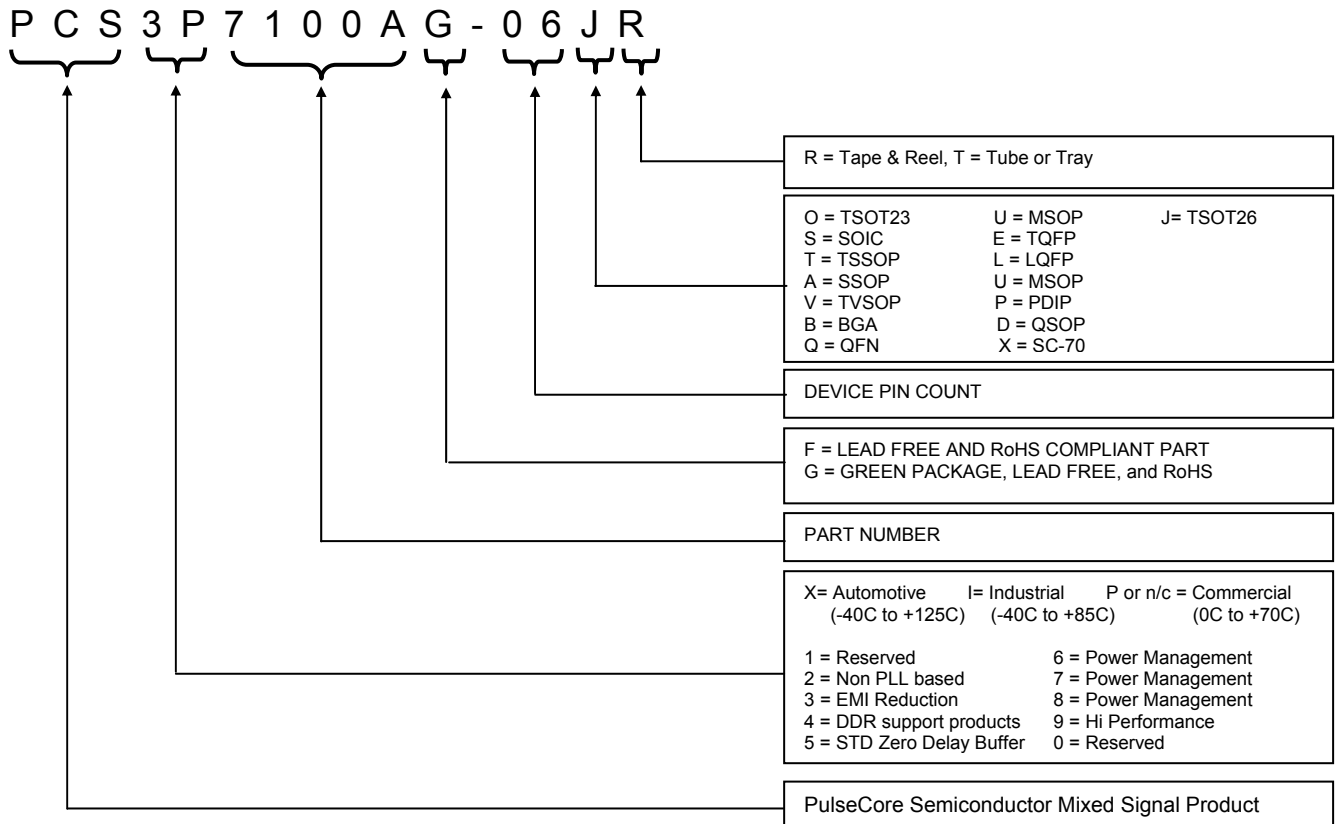 P C S 3 P 7 1 0 0 A G - 0 6 J R
R = Tape & Reel, T = Tube or Tray
O = TSOT23 U = MSOP J= TSOT26
S = SOIC E = TQFP
T = TSSOP L = LQFP
A = SSOP U = MSOP
V = TVSOP P = PDIP
B = BGA D = QSOP
Q = QFN X = SC-70
DEVICE PIN COUNT
F = LEAD FREE AND RoHS COMPLIANT PART
G = GREEN PACKAGE, LEAD FREE, and RoHS
PART NUMBER
X= Automotive I= Industrial P or n/c = Commercial
(-40C to +125C) (-40C to +85C) (0C to +70C)
1 = Reserved 6 = Power Management
2 = Non PLL based 7 = Power Management
3 = EMI Reduction 8 = Power Management
4 = DDR support products 9 = Hi Performance
5 = STD Zero Delay Buffer 0 = Reserved
PulseCore Semiconductor Mixed Signal Product